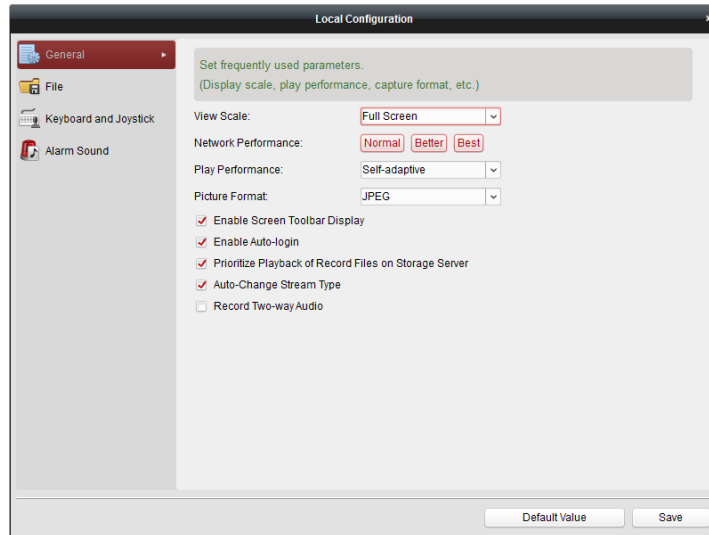 Local Configuration
General
File
Keyboard and Joystick
Alarm Sound
Set frequently used parameters.
(Display scale, play performance, capture format, etc.)
View Scale: Full Screen
Network Performance: Normal Better Best
Play Performance: Self-adaptive
Picture Format: JPEG
Enable Screen Toolbar Display
Enable Auto-login
Prioritize Playback of Record Files on Storage Server
Auto-Change Stream Type
Record Two-way Audio
Default Value Save